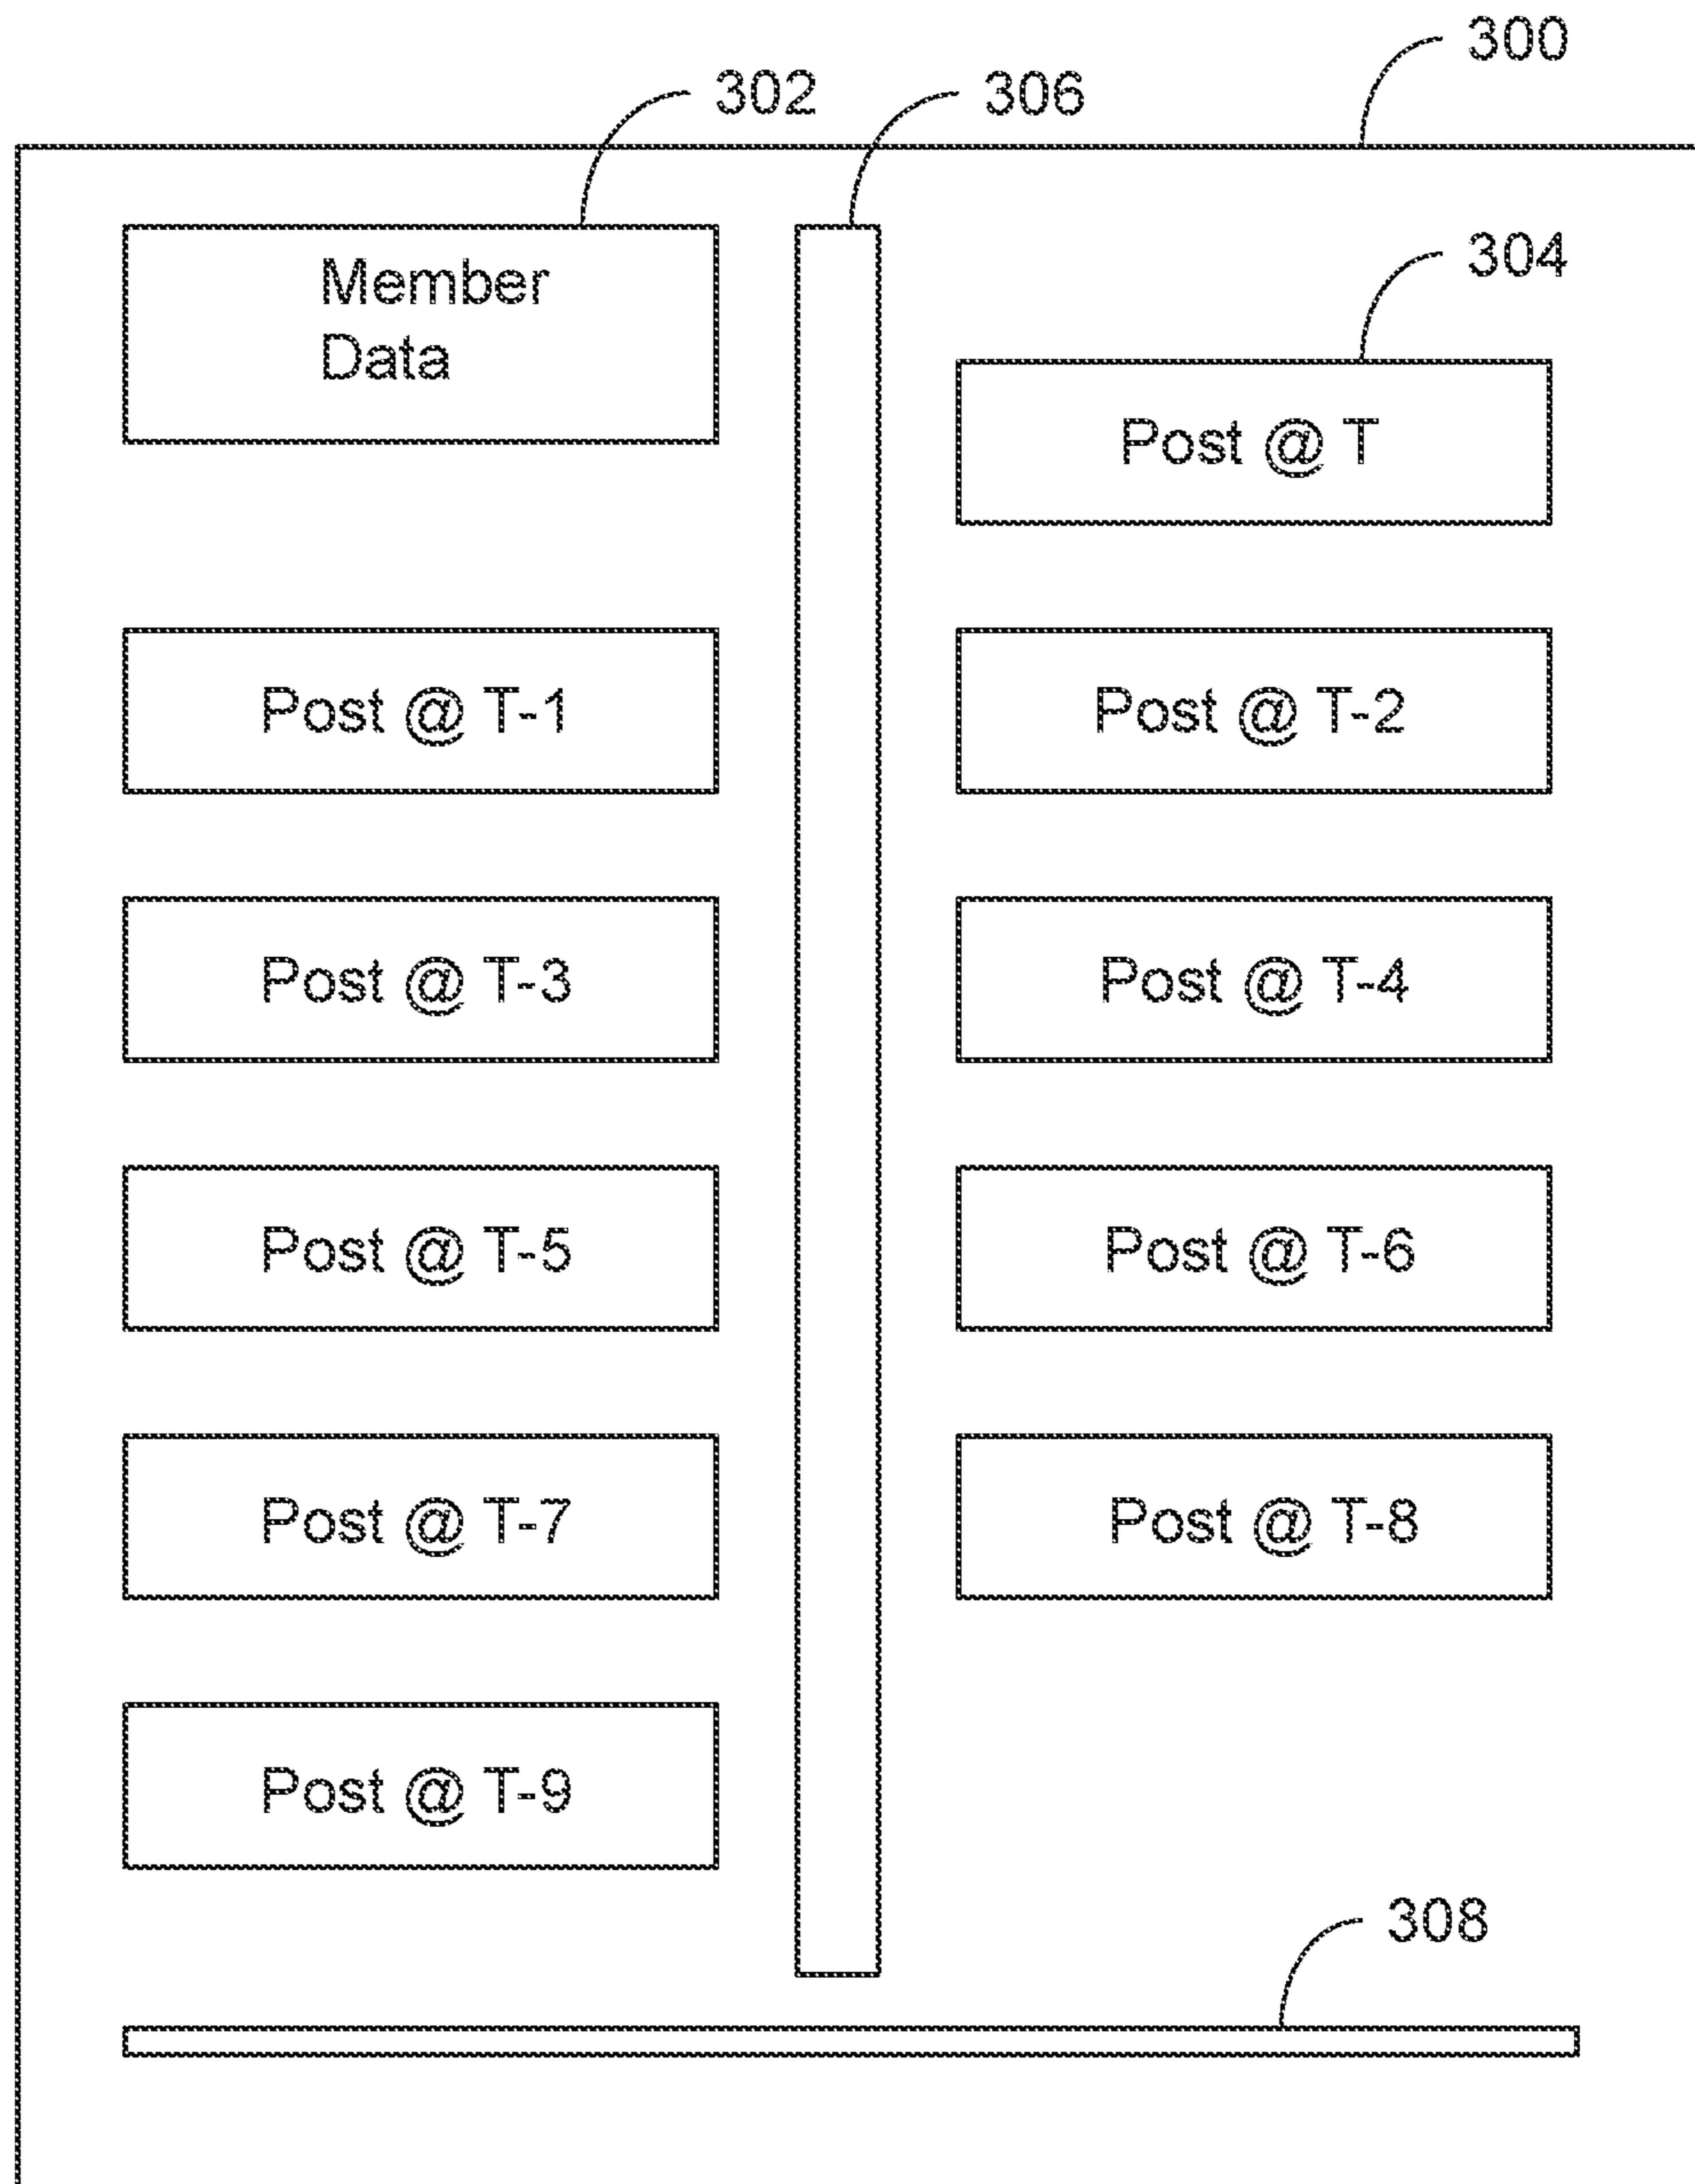 300
302
306
Member
Data
304
Post @ T
Post @ T-1
Post @ T-2
Post @ T-3
Post @ T-4
Post @ T-5
Post @ T-6
Post @ T-7
Post @ T-8
Post @ T-9
308